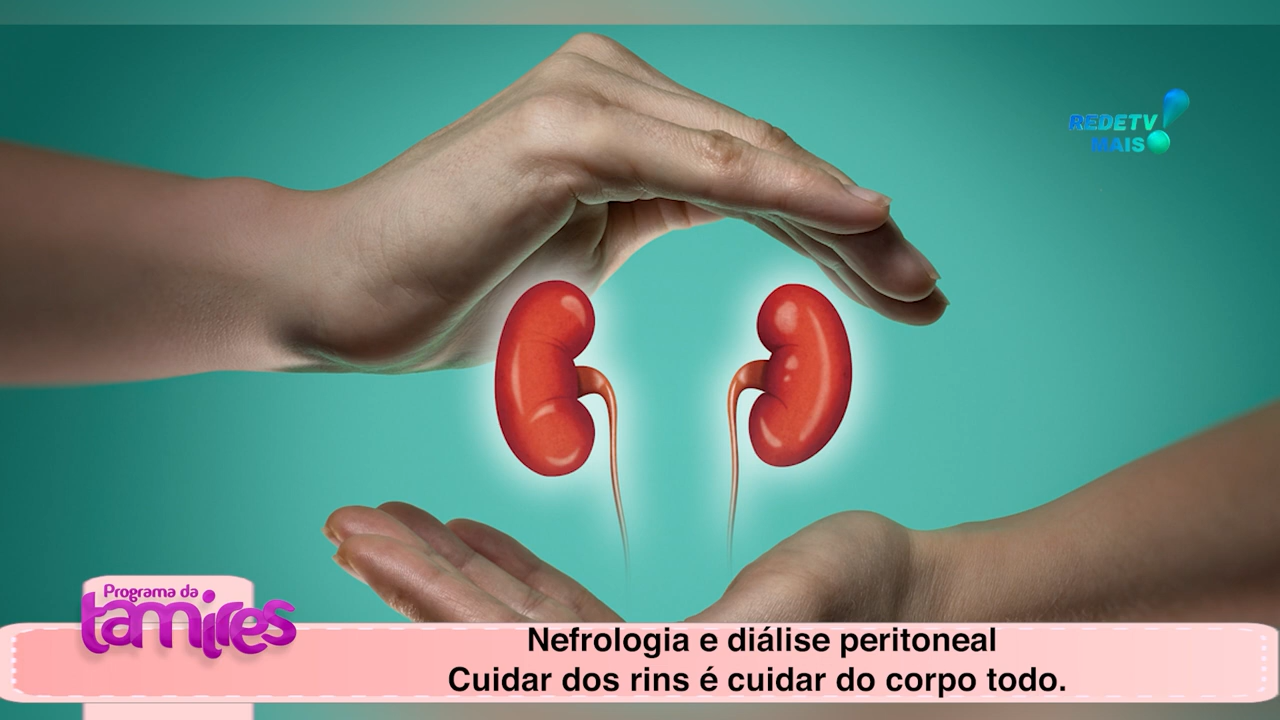 REDETV!
MAIS
Programa da
tamires
Nefrologia e diálise peritoneal
Cuidar dos rins é cuidar do corpo todo.